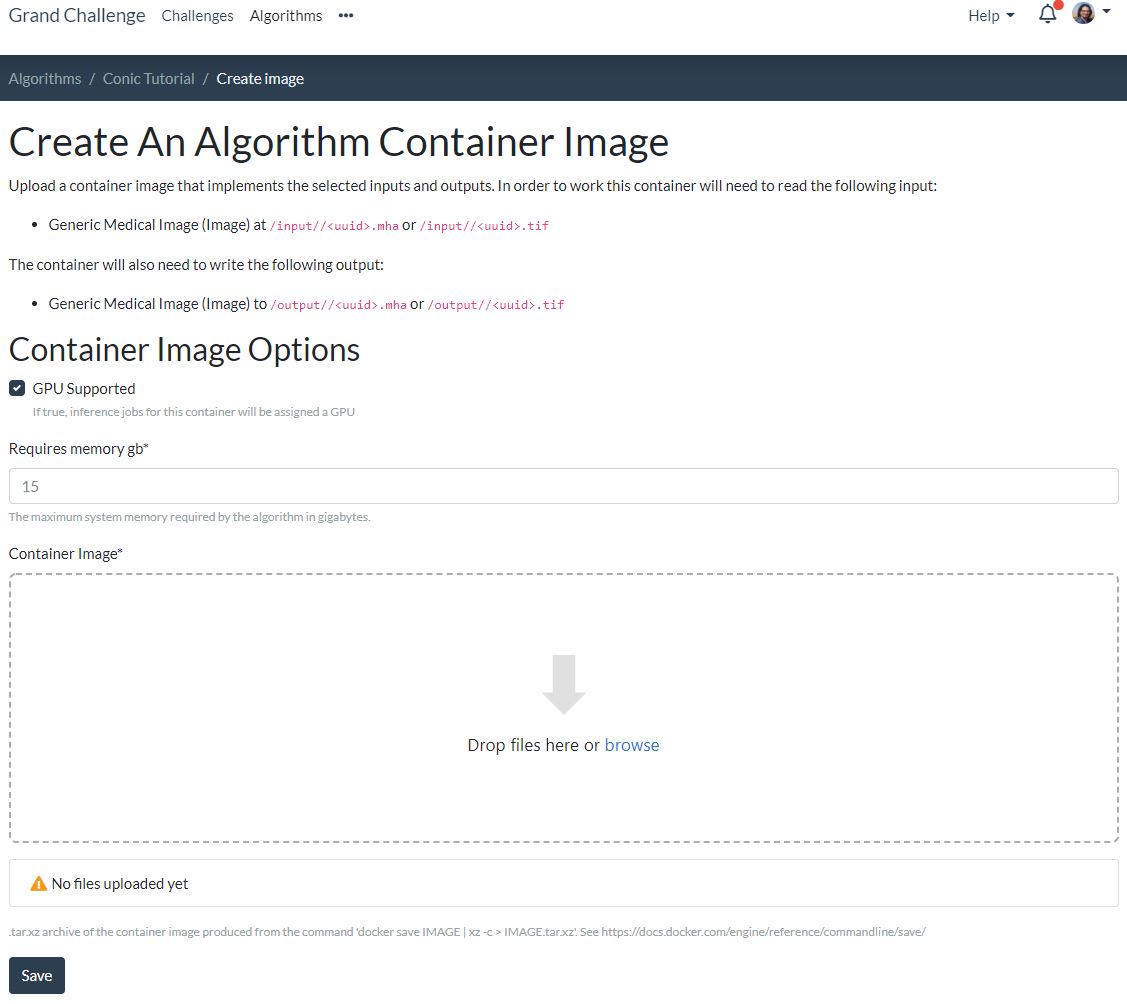 Grand Challenge Challenges Algorithms ••• Help
Algorithms / Conic Tutorial / Create image
Create An Algorithm Container Image
Upload a container image that implements the selected inputs and outputs. In order to work this container will need to read the following input:
• Generic Medical Image (Image) at /input//<uuid>.mha or /input//<uuid>.tif
The container will also need to write the following output:
• Generic Medical Image (Image) to /output//<uuid>.mha or /output//<uuid>.tif
Container Image Options
GPU Supported
If true, inference jobs for this container will be assigned a GPU
Requires memory gb*
15
The maximum system memory required by the algorithm in gigabytes.
Container Image*
Drop files here or browse
No files uploaded yet
.tar.xz archive of the container image produced from the command 'docker save IMAGE | xz -c > IMAGE.tar.xz'. See https://docs.docker.com/engine/reference/commandline/save/
Save